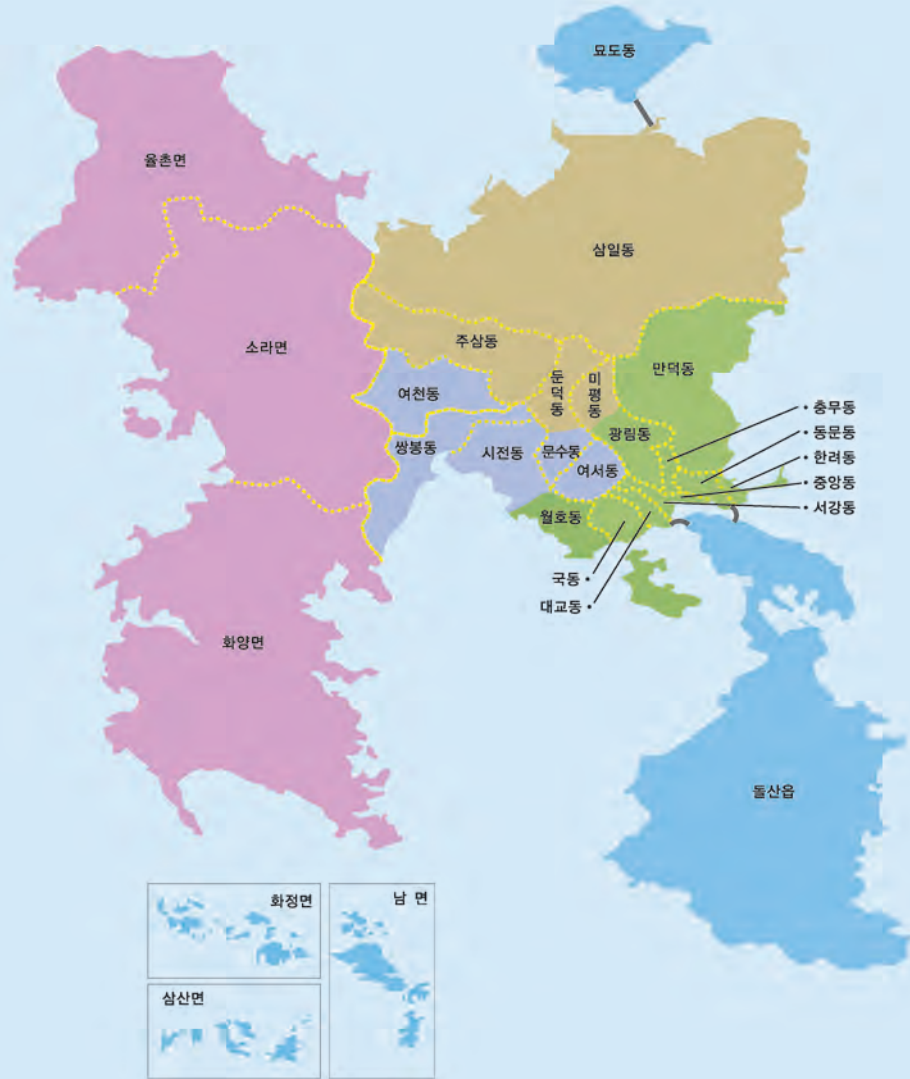 묘도동
율촌면
삼일동
소라면
주삼동
만덕동
여천동
둔덕동
미평동
충무동
광림동
동문동
쌍봉동
시전동
문수동
한려동
여서동
중앙동
서강동
월호동
국동
대교동
화양면
돌산읍
화정면
남 면
삼산면